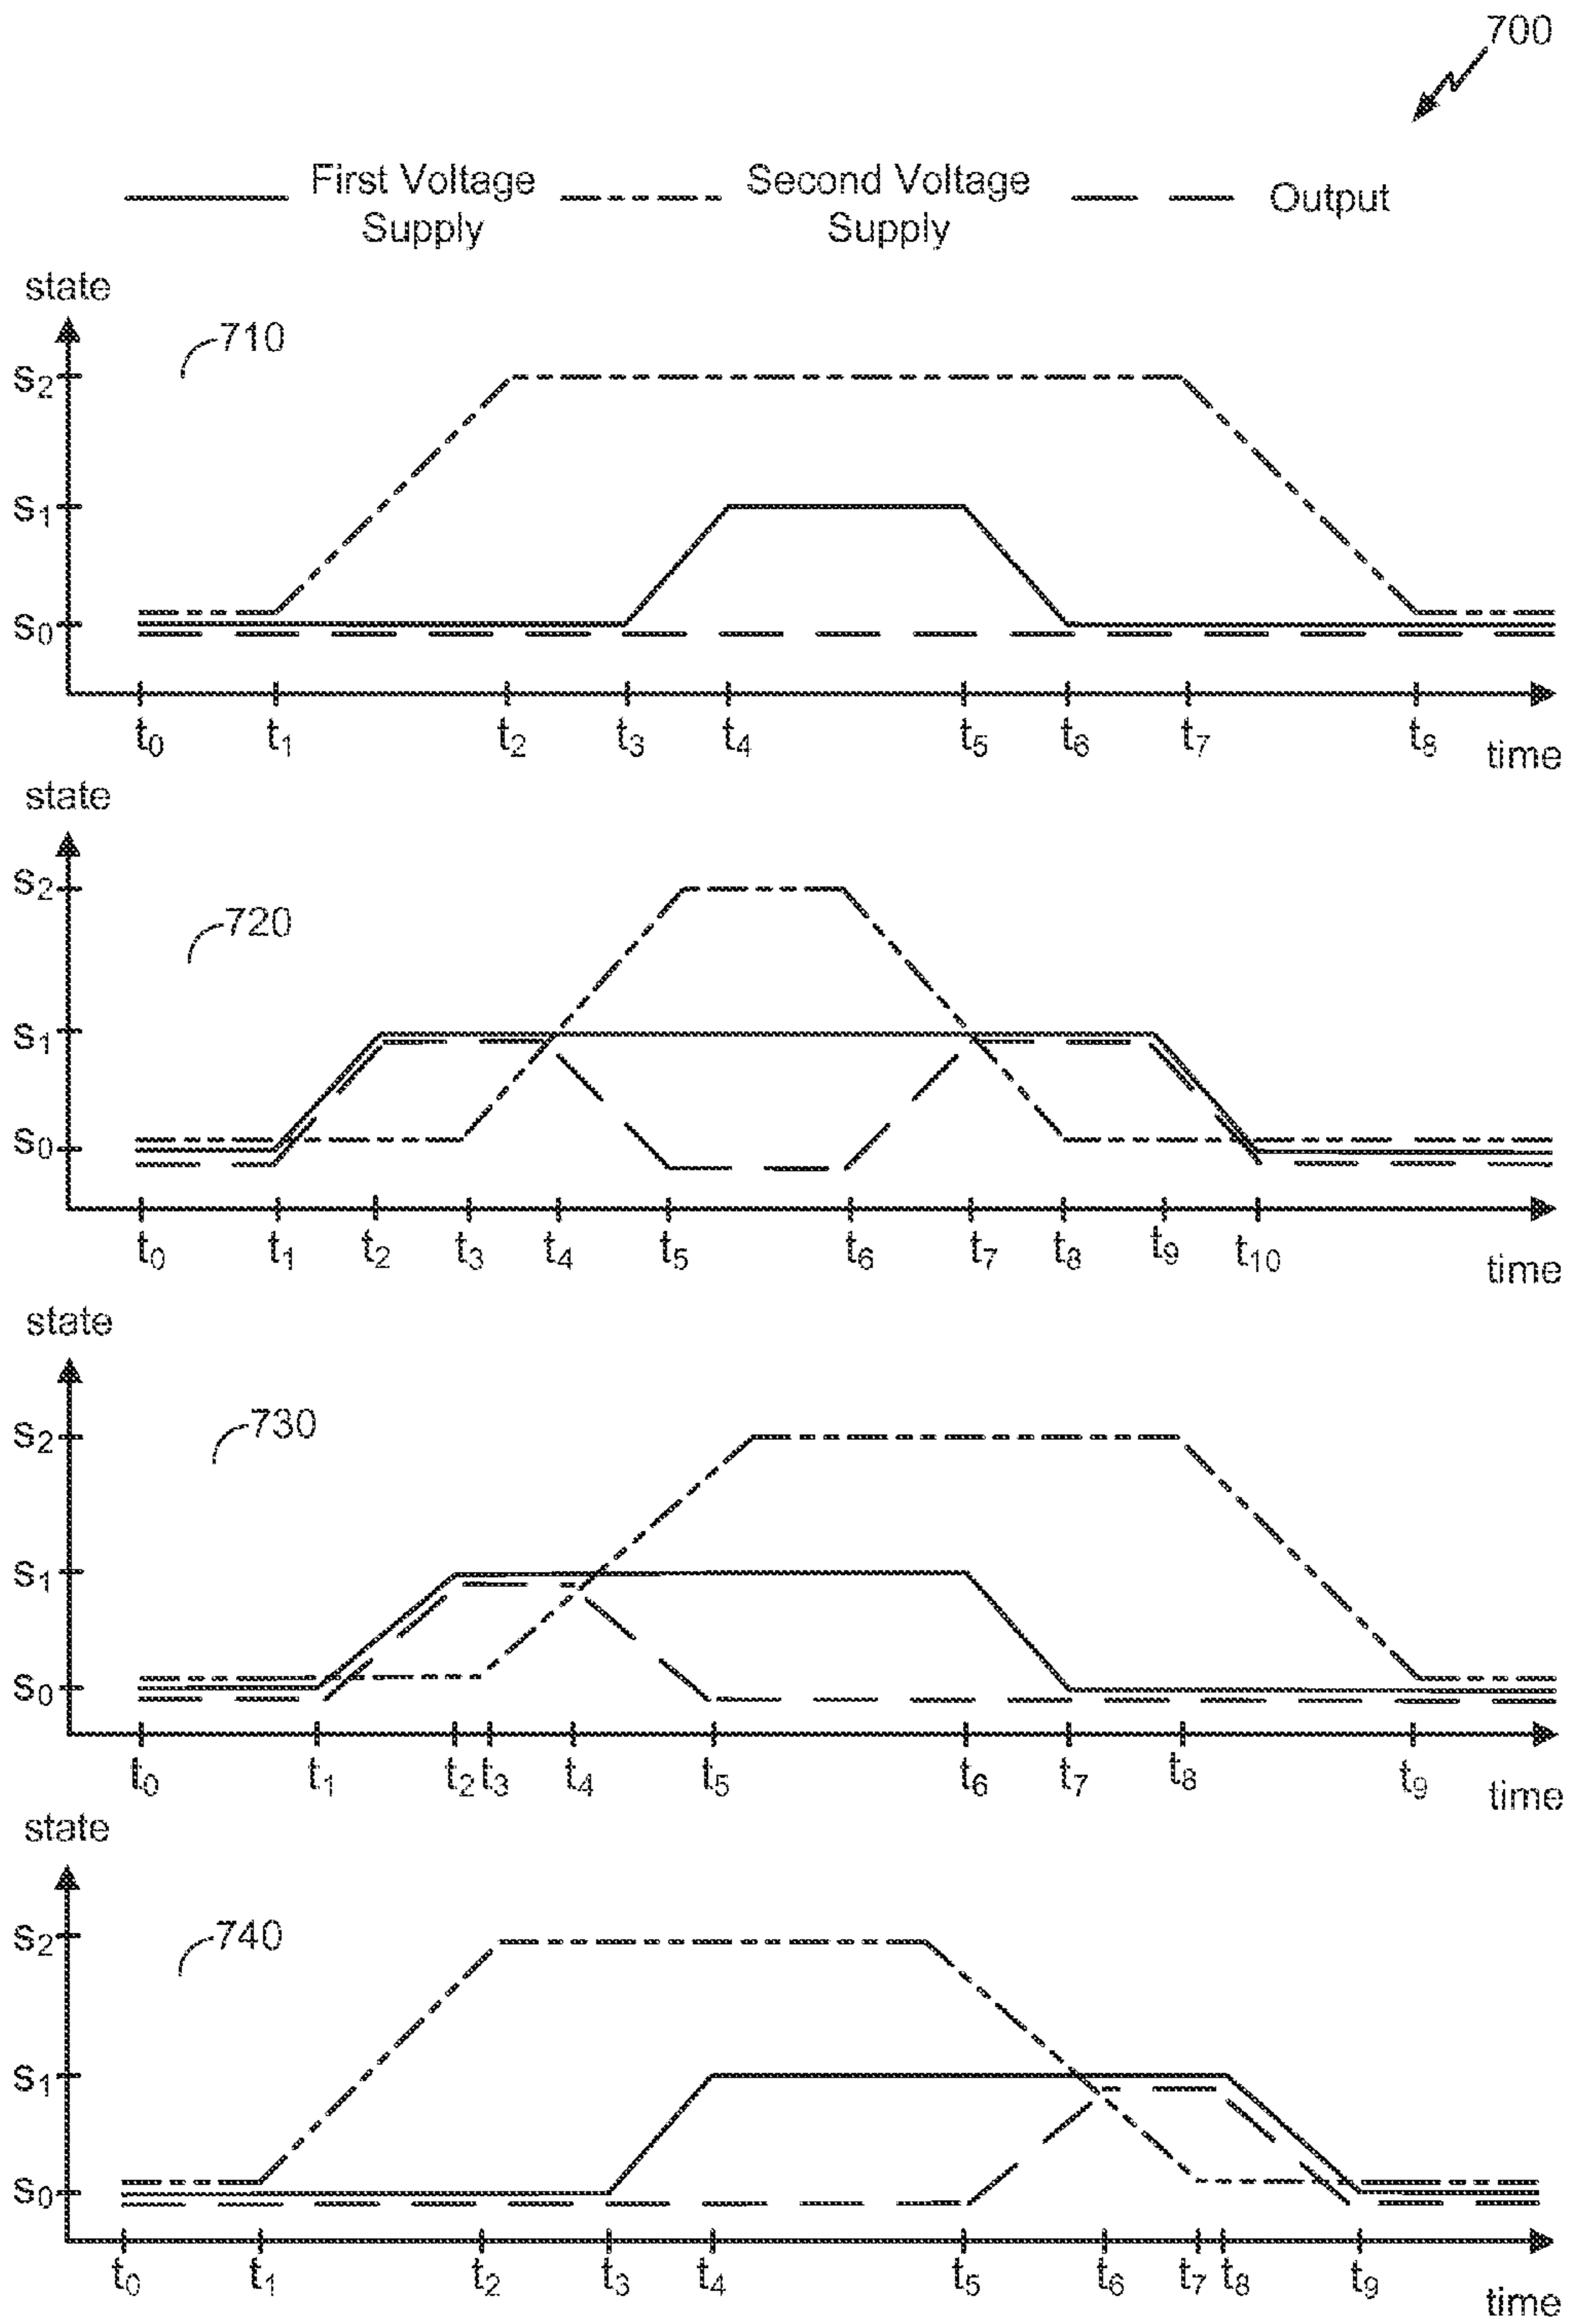 700
First Voltage Supply
Second Voltage Supply
Output
state
710
S2
S1
S0
t0 t1 t2 t3 t4 t5 t6 t7 t8
time
state
720
S2
S1
S0
t0 t1 t2 t3 t4 t5 t6 t7 t8 t9 t10
time
state
730
S2
S1
S0
t0 t1 t2 t3 t4 t5 t6 t7 t8 t9
time
state
740
S2
S1
S0
t0 t1 t2 t3 t4 t5 t6 t7 t8 t9
time